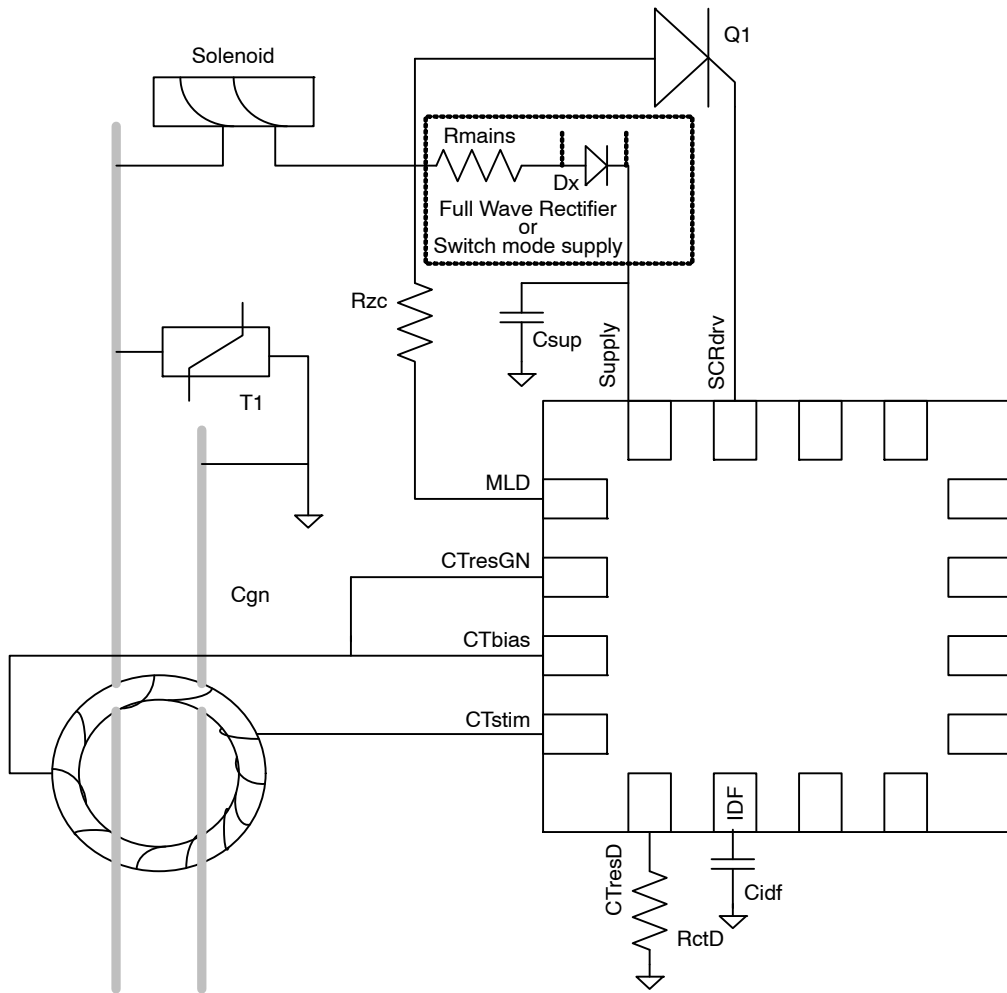 Q1
Solenoid
Rmains
Dx
Full Wave Rectifier
or
Switch mode supply
Rzc
Csup
Supply
SCRdrv
T1
MLD
CTresGN
Cgn
CTbias
CTstim
IDF
CTresD
Cidf
RctD